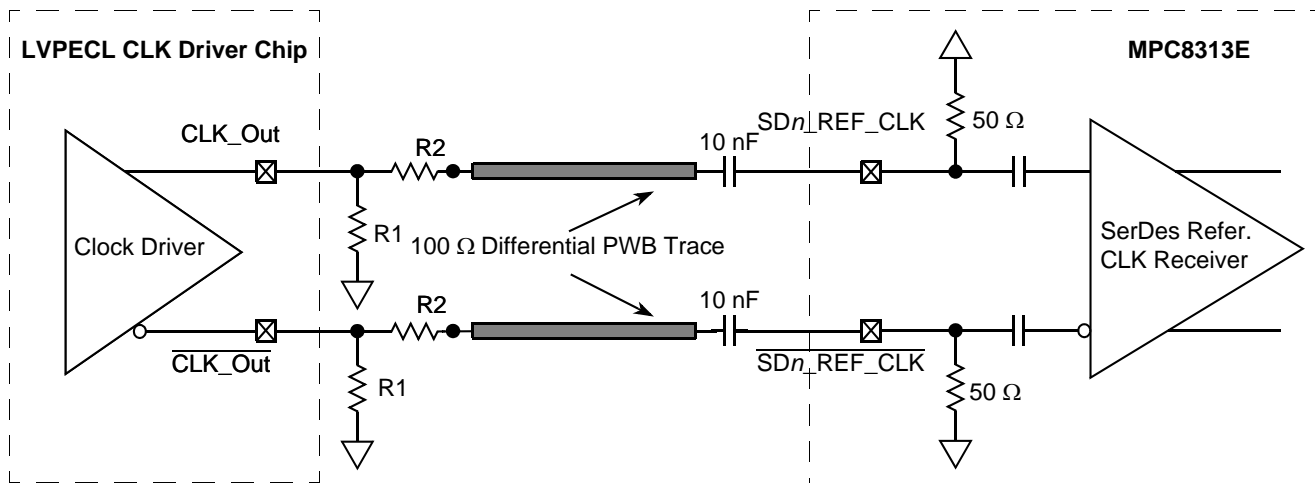 LVPECL CLK Driver Chip
MPC8313E
CLK_Out
R2
10 nF
SDn_REF_CLK
50 Ω
Clock Driver
R1
100 Ω Differential PWB Trace
SerDes Refer.
CLK Receiver
R2
10 nF
CLK_Out
SDn_REF_CLK
R1
50 Ω